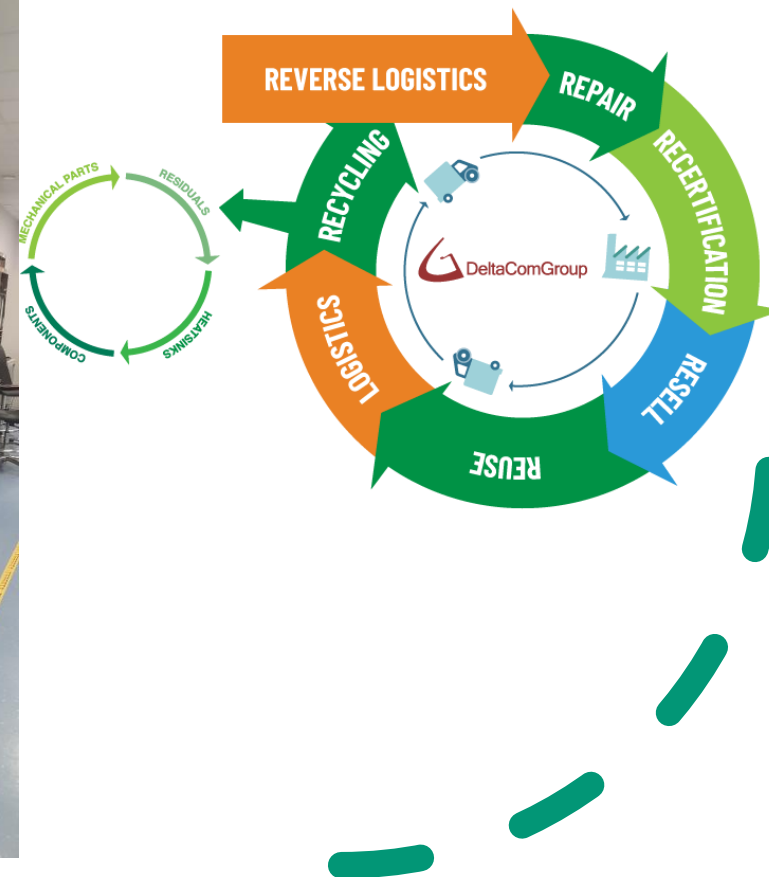 REVERSE LOGISTICS
REPAIR
RECERTIFICATION
RESELL
REUSE
LOGISTICS
RECYCLING
DeltaComGroup
MECHANICAL PARTS
RESIDUALS
HEATSINKS
COMPONENTS